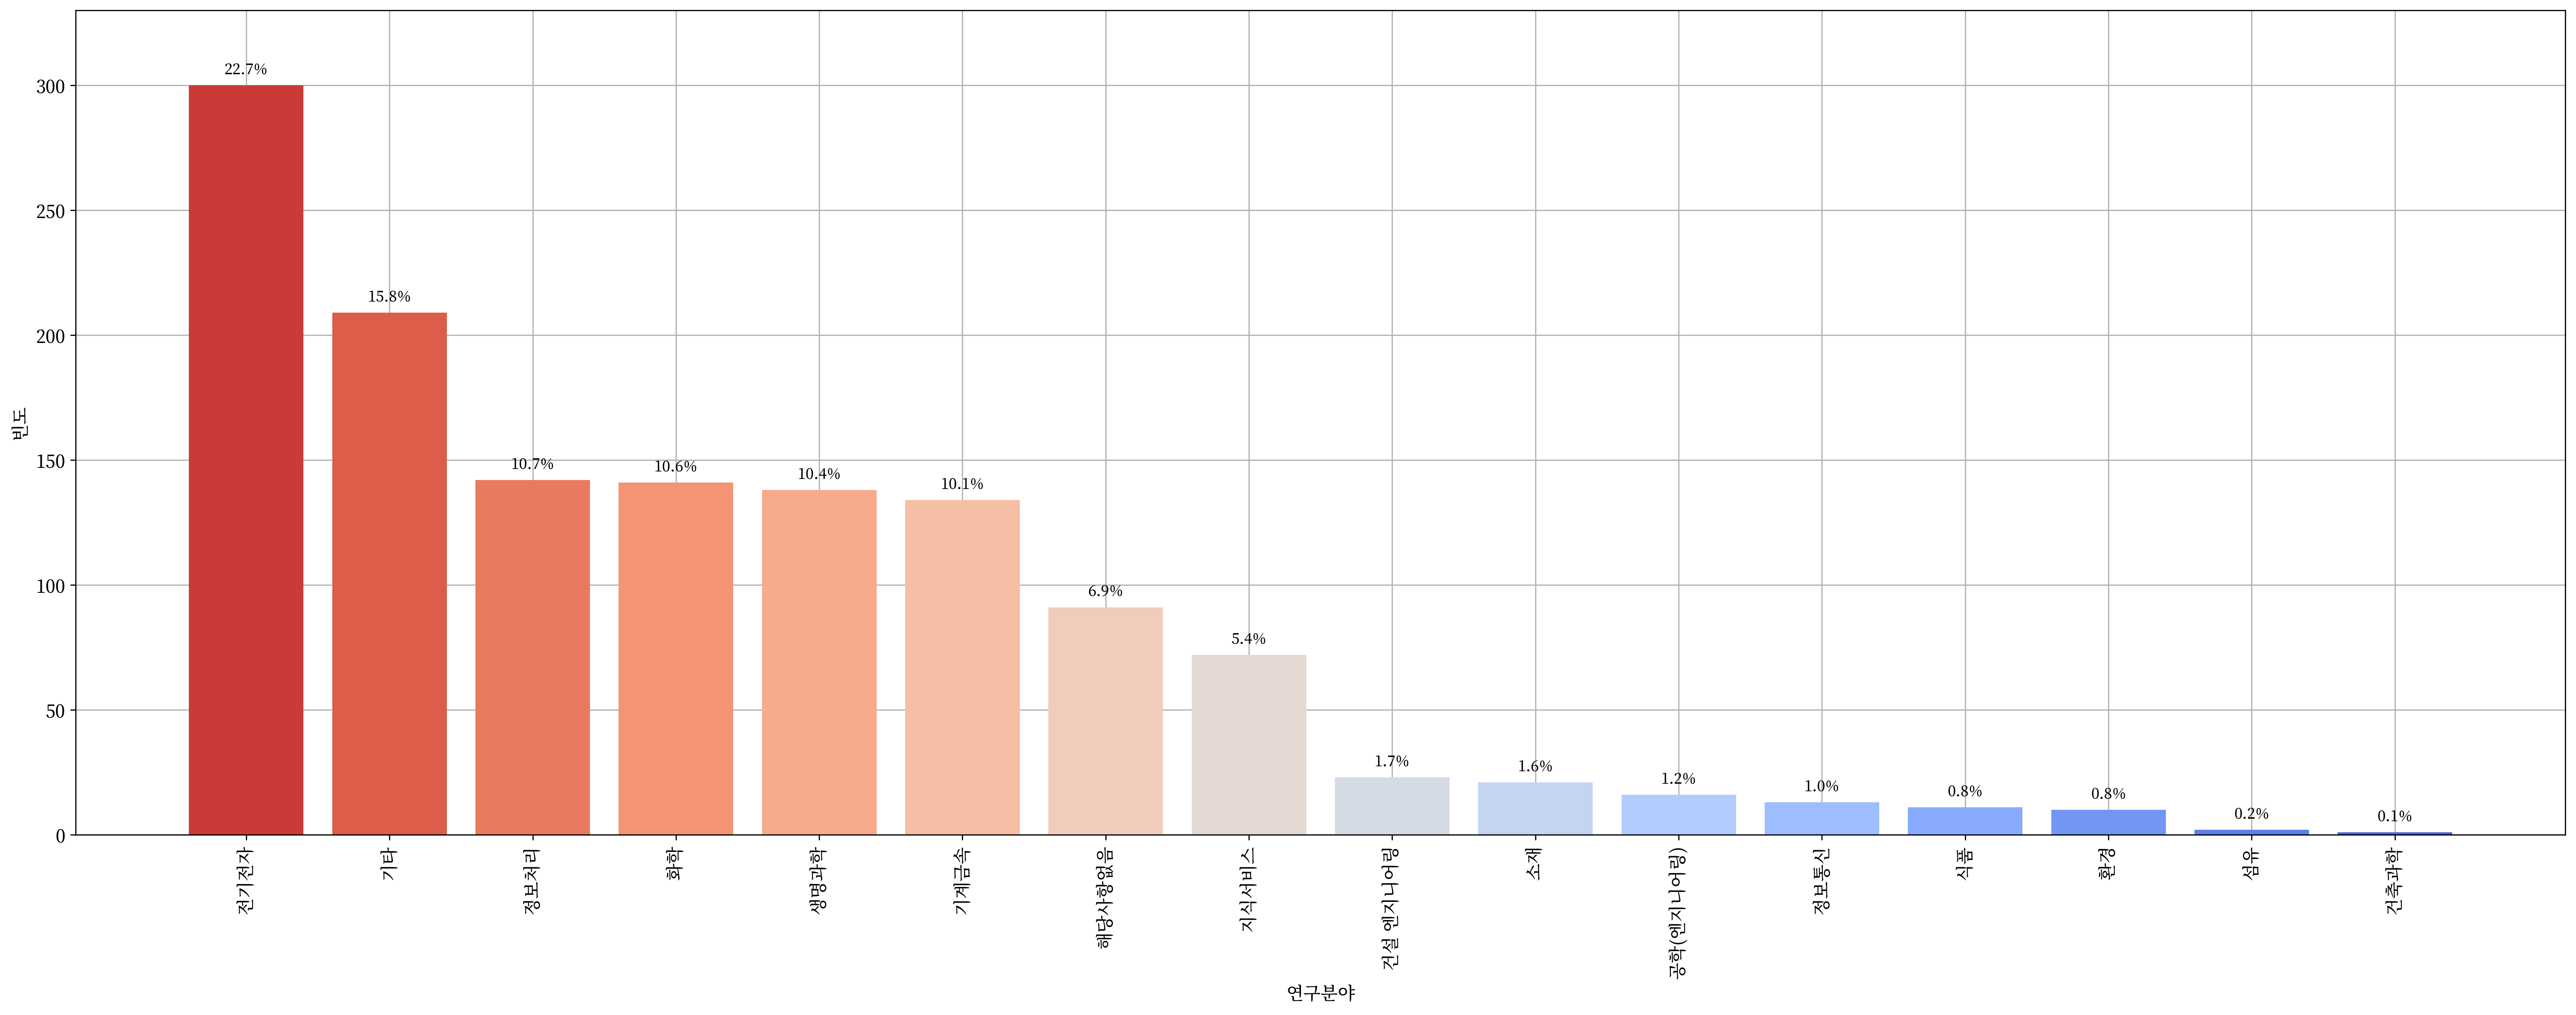 22.7%
300
15.8%
250
200
10.7%
10.6%
10.4%
10.1%
150
6.9%
100
5.4%
50
1.7%
1.6%
1.2%
1.0%
0.8%
0.8%
0.2%
0.1%
0
빈도
전기전자
기타
정보처리
화학
생명과학
기계금속
해당사항없음
지식서비스
건설 엔지니어링
소재
공학(엔지니어링)
정보통신
식품
환경
섬유
건축과학
연구분야